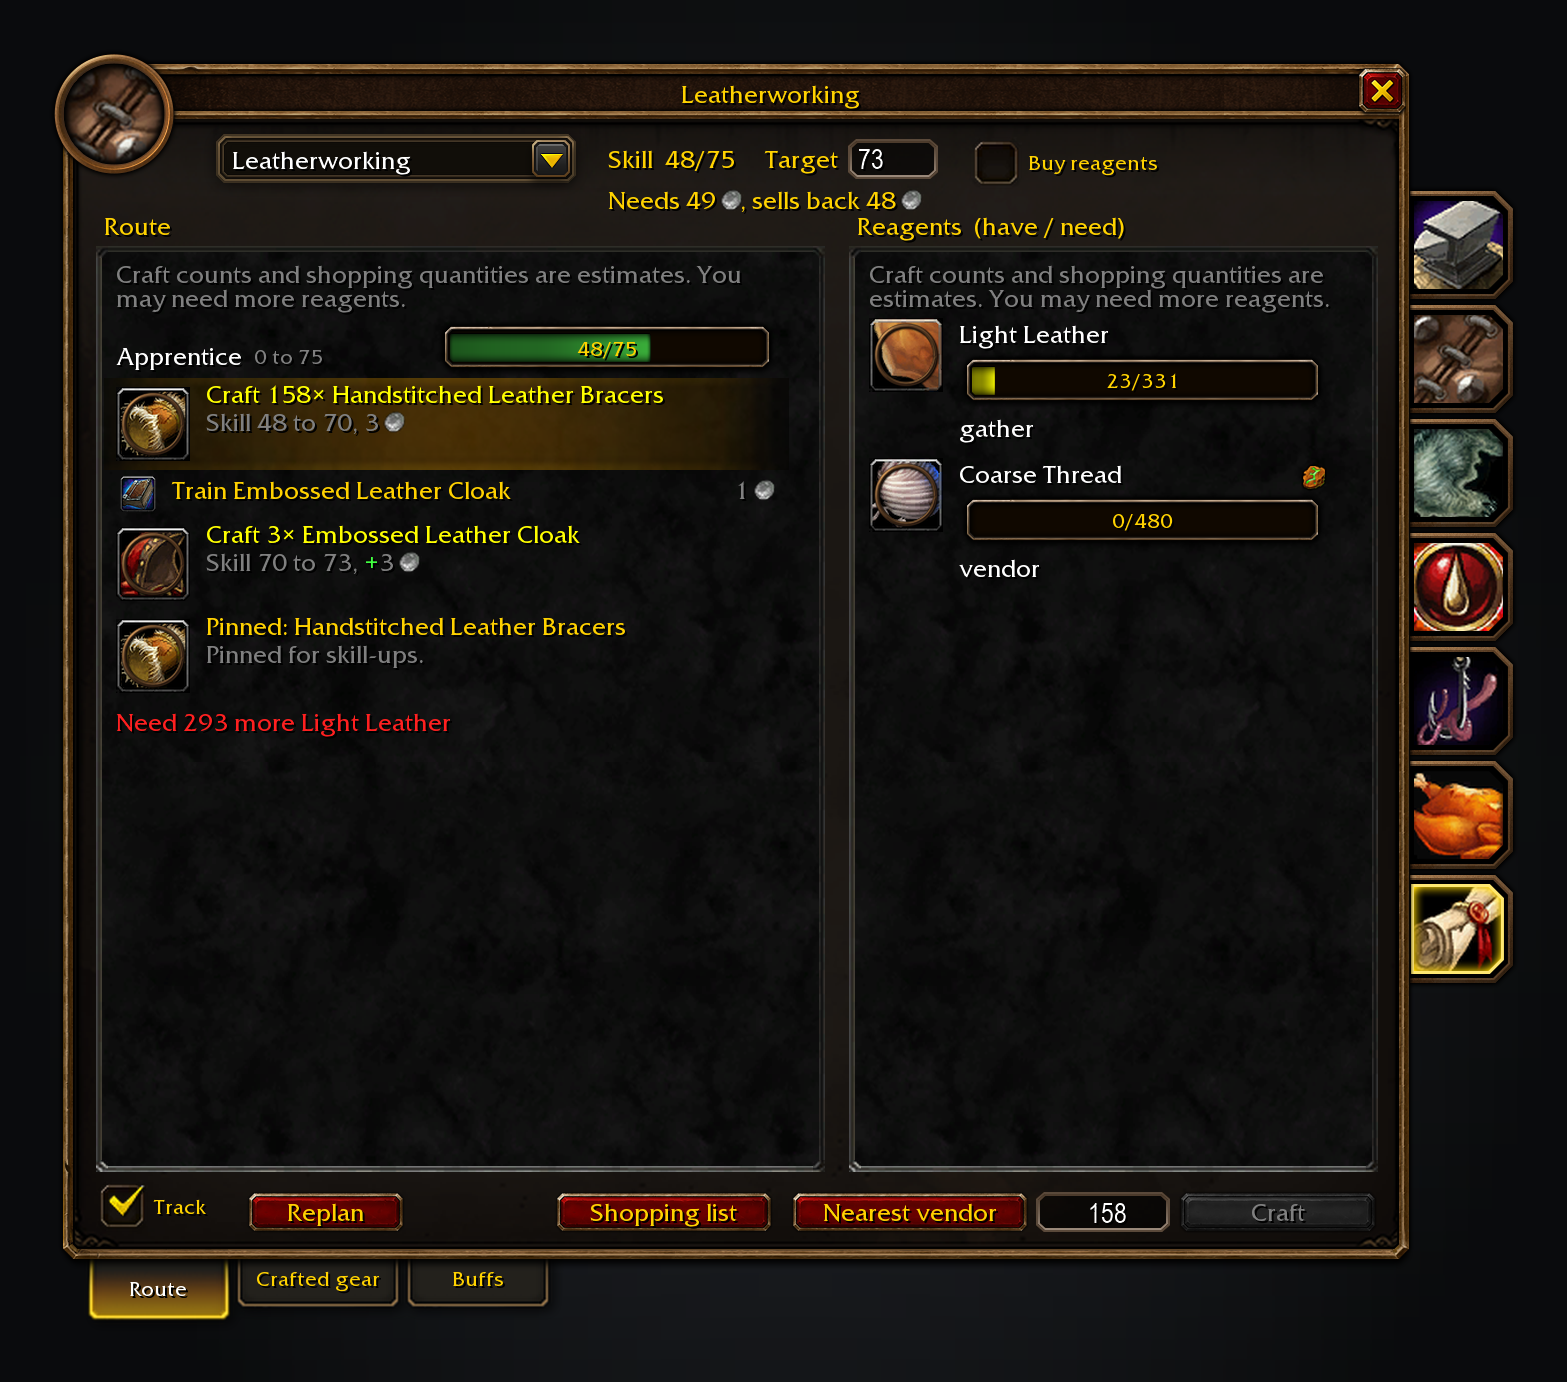 Leatherworking
Leatherworking
Skill 48/75 Target 73
Buy reagents
Needs 49, sells back 48
Route
Reagents (have / need)
Craft counts and shopping quantities are estimates. You
may need more reagents.
Apprentice 0 to 75
48/75
Craft 158× Handstitched Leather Bracers
Skill 48 to 70, 3
Train Embossed Leather Cloak 1
Craft 3× Embossed Leather Cloak
Skill 70 to 73, +3
Pinned: Handstitched Leather Bracers
Pinned for skill-ups.
Need 293 more Light Leather
Craft counts and shopping quantities are
estimates. You may need more reagents.
Light Leather
23/331
gather
Coarse Thread
0/480
vendor
Track
Replan
Shopping list
Nearest vendor
158
Craft
Route
Crafted gear
Buffs